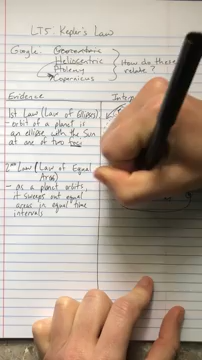 LT5. Kepler's Law
Google. Geocentric
Heliocentric
Ptolemy
Copernicus
How do these
relate?
Evidence
Inter
1st Law (Law of Ellipses)
- orbit of a planet is
an ellipse with the Sun
at one of two foci
2nd Law (Law of Equal
Areas)
- as a planet orbits,
it sweeps out equal
areas in equal time
intervals